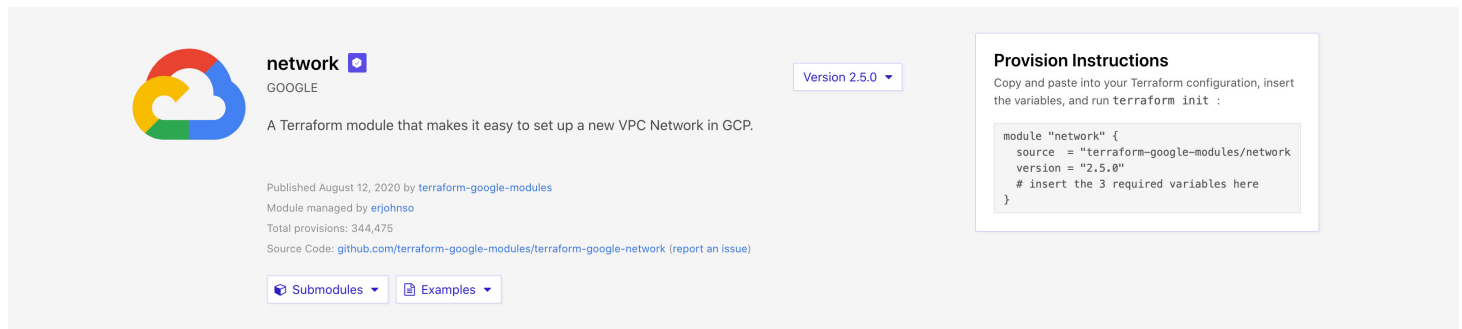 network
GOOGLE
Version 2.5.0
A Terraform module that makes it easy to set up a new VPC Network in GCP.
Published August 12, 2020 by terraform-google-modules
Module managed by erjohnso
Total provisions: 344,475
Source Code: github.com/terraform-google-modules/terraform-google-network (report an issue)
Submodules
Examples
Provision Instructions
Copy and paste into your Terraform configuration, insert
the variables, and run terraform init :
module "network" {
  source  = "terraform-google-modules/network
  version = "2.5.0"
  # insert the 3 required variables here
}